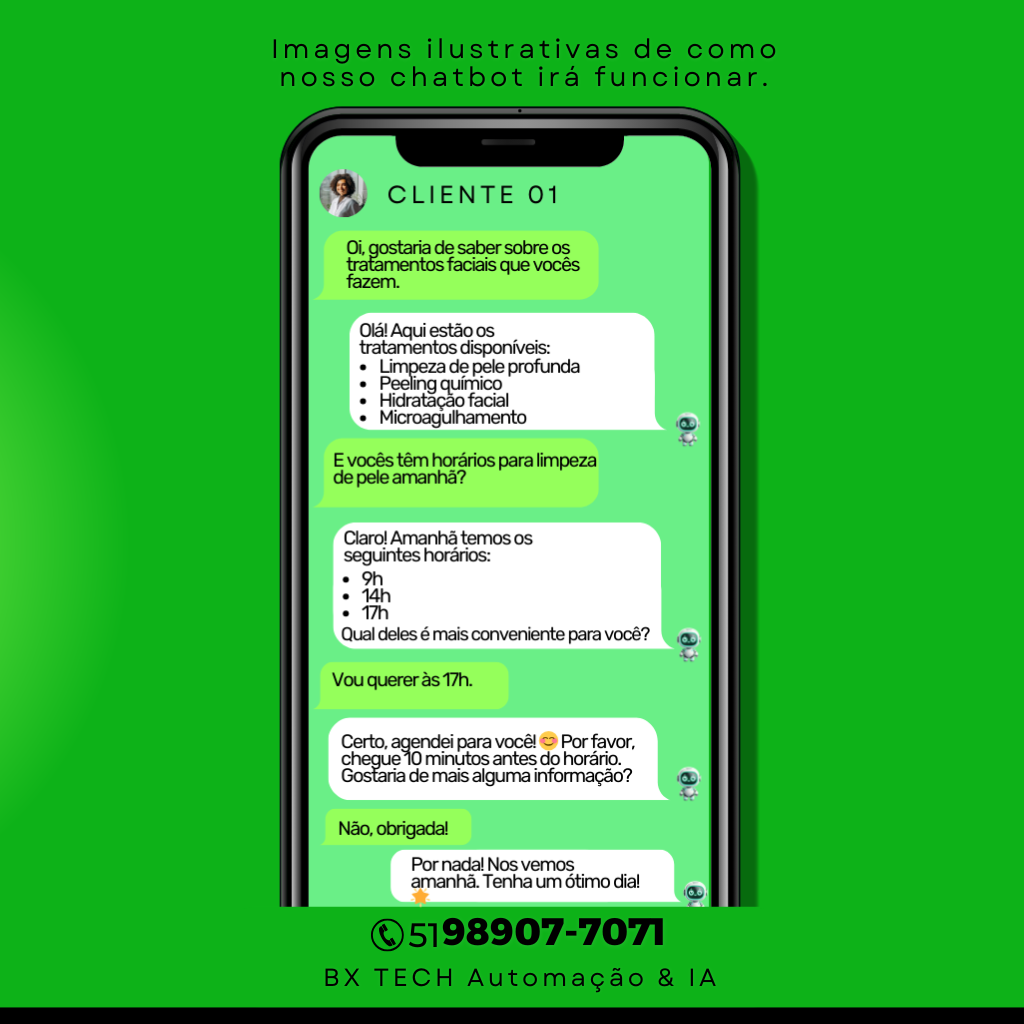 Imagens ilustrativas de como
nosso chatbot irá funcionar.
CLIENTE 01
Oi, gostaria de saber sobre os
tratamentos faciais que vocês
fazem.
Olá! Aqui estão os
tratamentos disponíveis:
• Limpeza de pele profunda
• Peeling químico
• Hidratação facial
• Microagulhamento
E vocês têm horários para limpeza
de pele amanhã?
Claro! Amanhã temos os
seguintes horários:
• 9h
• 14h
• 17h
Qual deles é mais conveniente para você?
Vou querer às 17h.
Certo, agendei para você! 😊 Por favor,
chegue 10 minutos antes do horário.
Gostaria de mais alguma informação?
Não, obrigada!
Por nada! Nos vemos
amanhã. Tenha um ótimo dia!
🌟
51 98907-7071
BX TECH Automação & IA